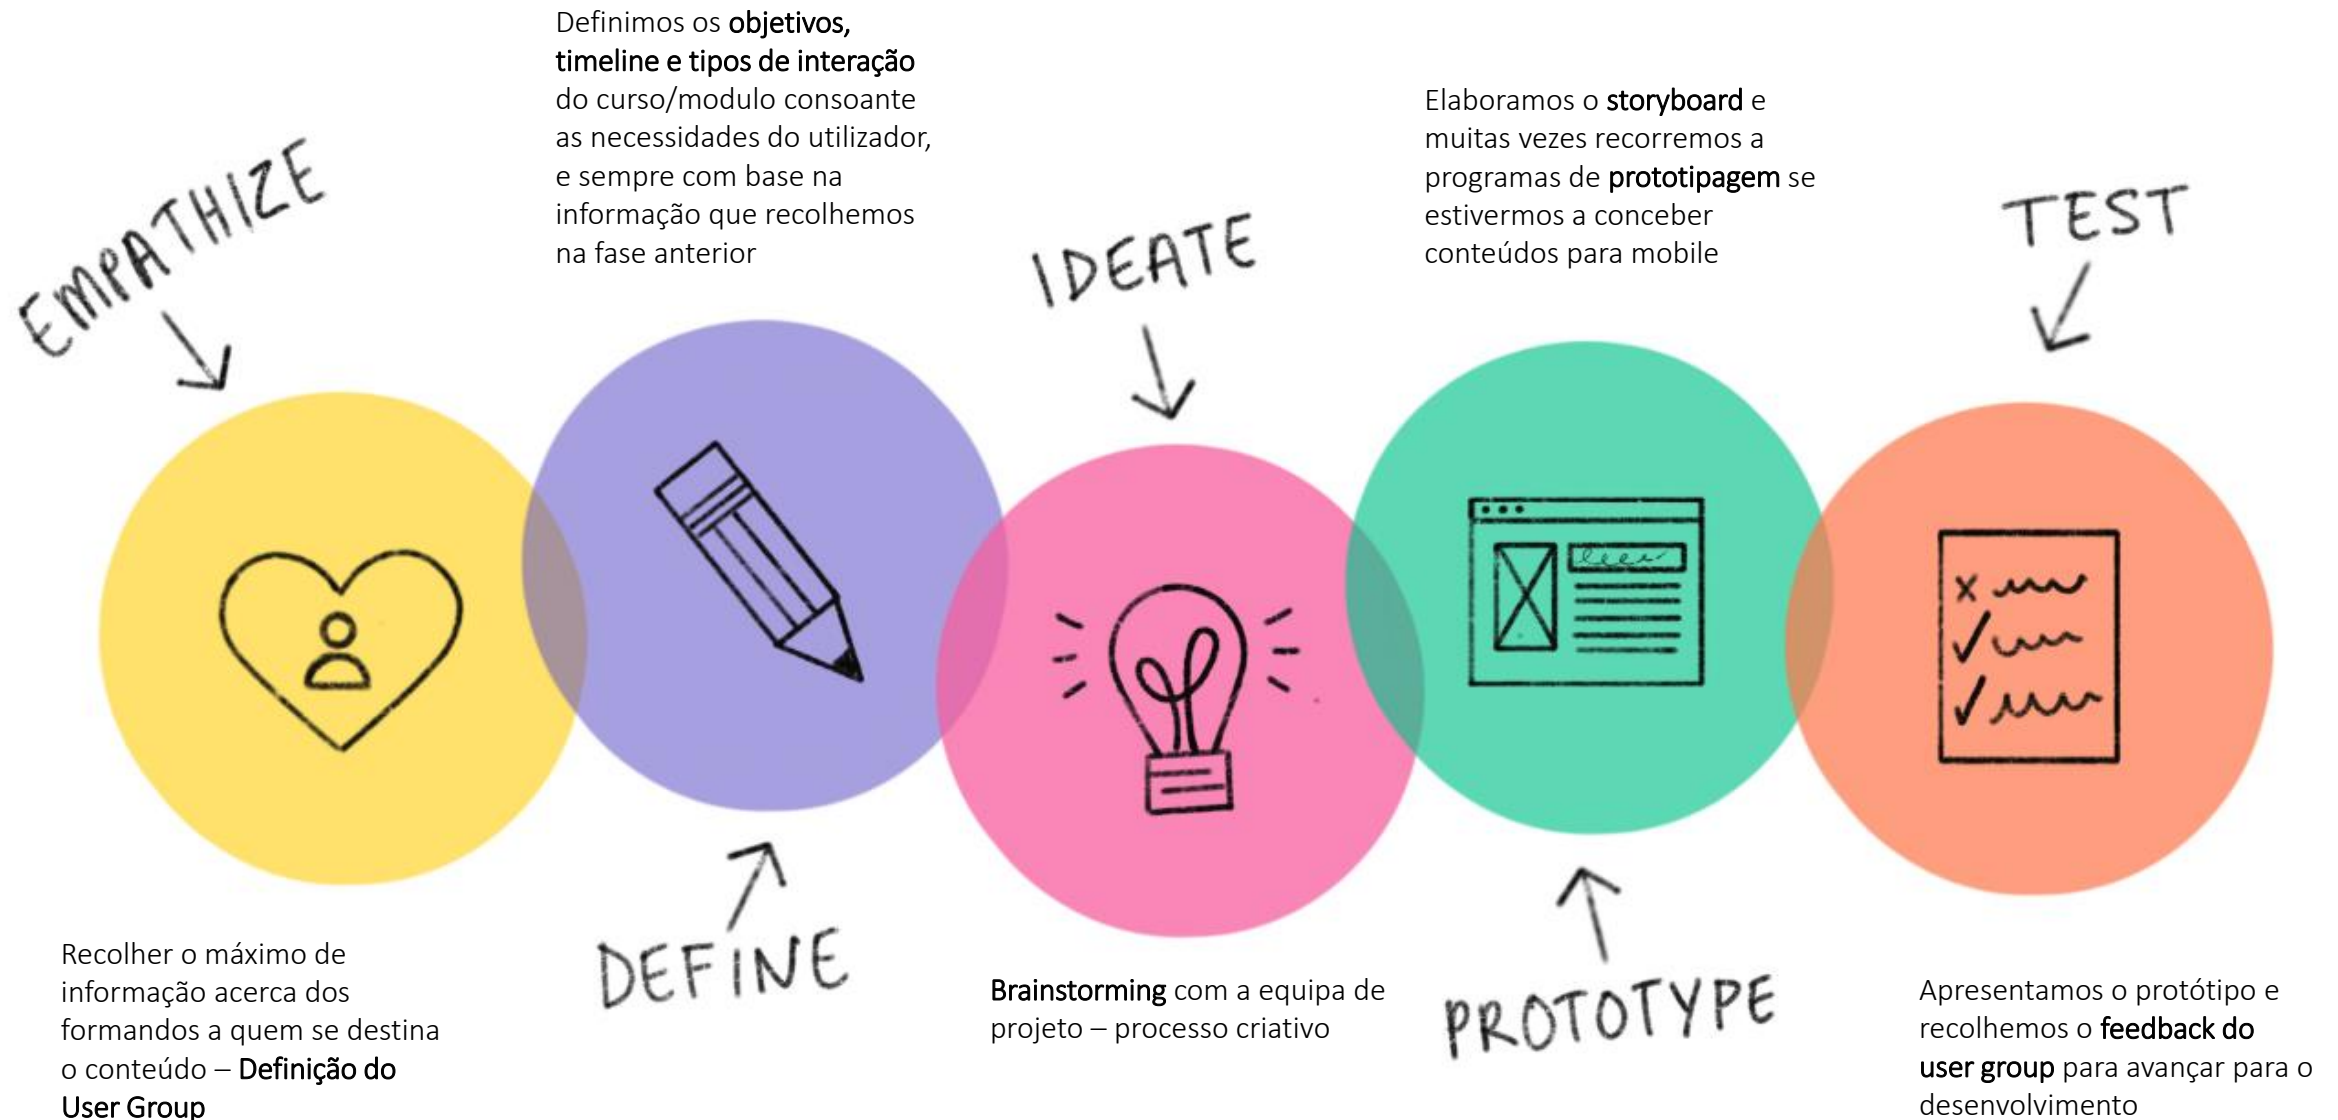 EMPATHIZE
Recolher o máximo de
informação acerca dos
formandos a quem se destina
o conteúdo – Definição do
User Group
Definimos os objetivos,
timeline e tipos de interação
do curso/modulo consoante
as necessidades do utilizador,
e sempre com base na
informação que recolhemos
na fase anterior
DEFINE
IDEATE
Brainstorming com a equipa de
projeto – processo criativo
Elaboramos o storyboard e
muitas vezes recorremos a
programas de prototipagem se
estivermos a conceber
conteúdos para mobile
PROTOTYPE
TEST
Apresentamos o protótipo e
recolhemos o feedback do
user group para avançar para o
desenvolvimento